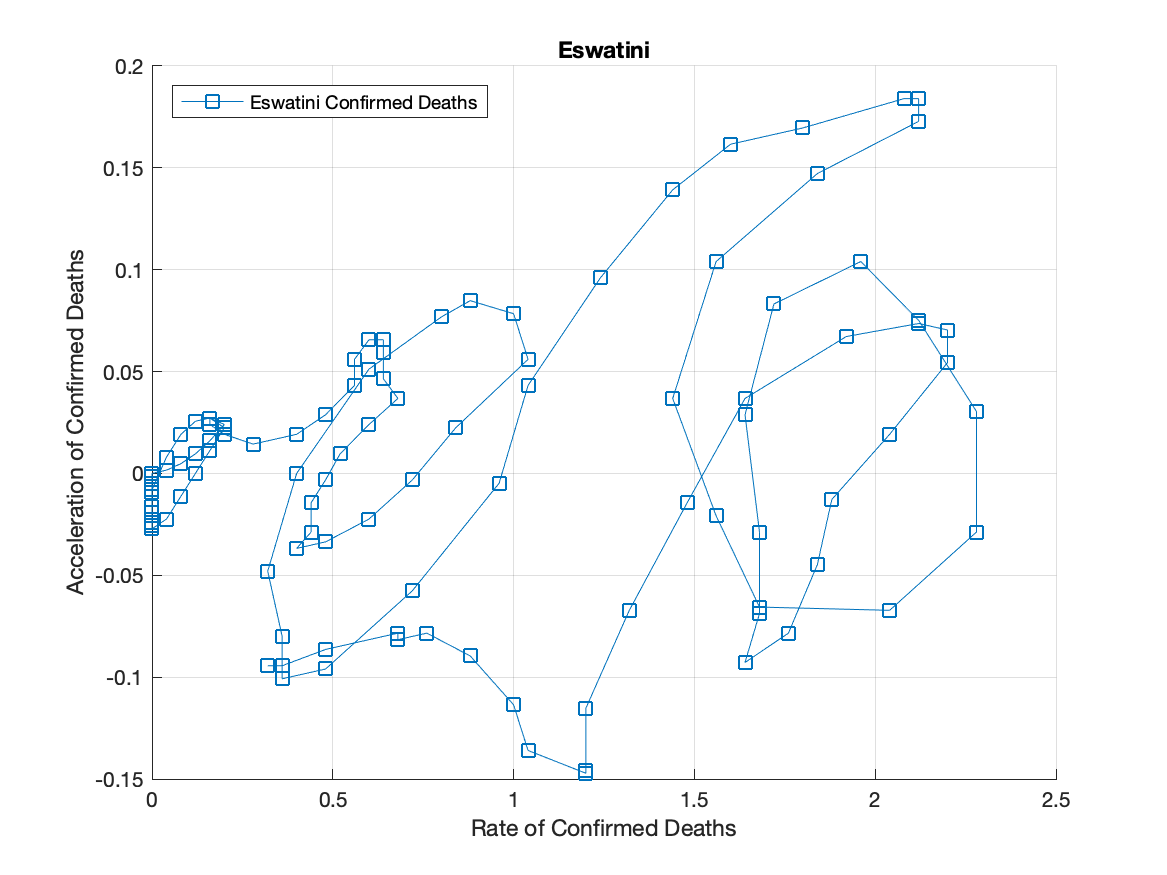 Eswatini
Eswatini Confirmed Deaths
0.2
0.15
0.1
0.05
0
-0.05
-0.1
-0.15
Acceleration of Confirmed Deaths
0 0.5 1 1.5 2 2.5
Rate of Confirmed Deaths